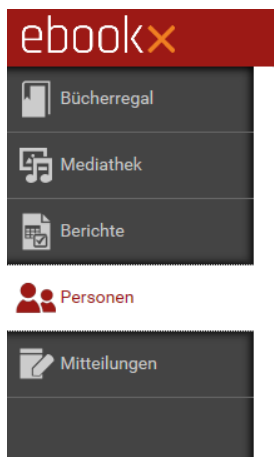 ebookx
Bücherregal
Mediathek
Berichte
Personen
Mitteilungen